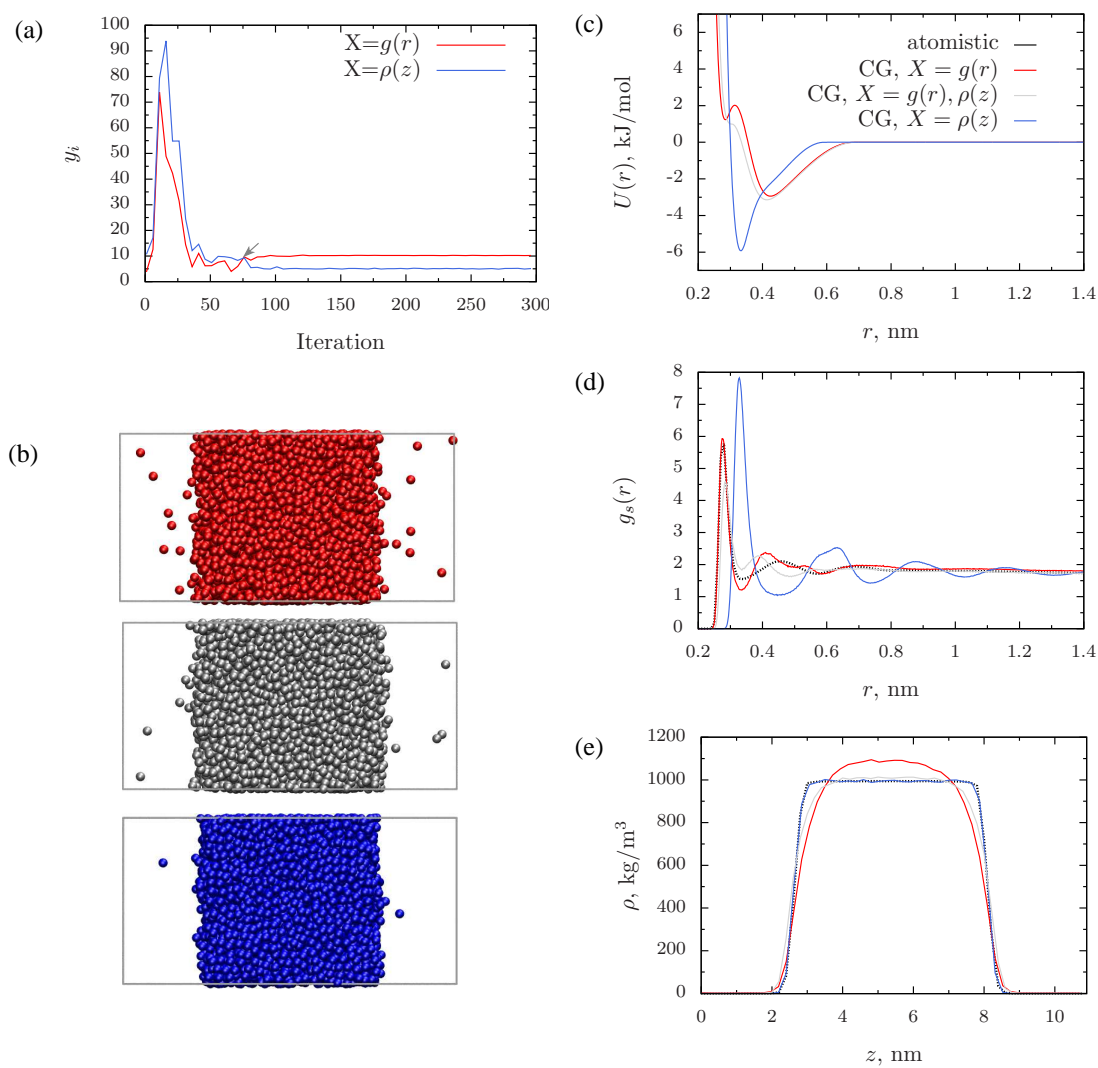 (a)
100
90
80
70
60
50
40
30
20
10
0
y_i
X=g(r)
X=ρ(z)
0 50 100 150 200 250 300
Iteration
(b)
(c)
6
4
2
0
-2
-4
-6
U(r), kJ/mol
atomistic
CG, X = g(r)
CG, X = g(r), ρ(z)
CG, X = ρ(z)
0.2 0.4 0.6 0.8 1 1.2 1.4
r, nm
(d)
8
7
6
5
4
3
2
1
0
g_s(r)
0.2 0.4 0.6 0.8 1 1.2 1.4
r, nm
(e)
1200
1000
800
600
400
200
0
ρ, kg/m³
0 2 4 6 8 10
z, nm